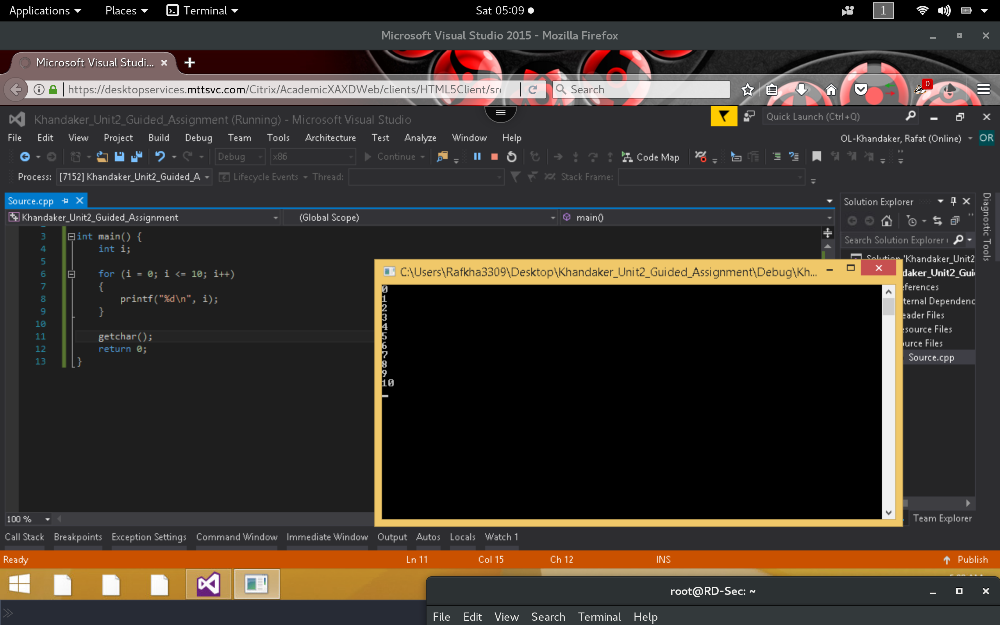 Applications Places Terminal Sat 05:09 1
Microsoft Visual Studio 2015 - Mozilla Firefox
Microsoft Visual Studi...
https://desktopservices.mttsvc.com/Citrix/AcademicXAXDWeb/clients/HTML5Client/src Search 0
Khandaker_Unit2_Guided_Assignment (Running) - Microsoft Visual Studio Quick Launch (Ctrl+Q)
File Edit View Project Build Debug Team Tools Architecture Test Analyze Window Help OL-Khandaker, Rafat (Online) OR
Debug x86 Continue Code Map
Process: [7152] Khandaker_Unit2_Guided_A Lifecycle Events Thread: Stack Frame:
Source.cpp
Khandaker_Unit2_Guided_Assignment (Global Scope) main()
3 int main() {
4 int i;
5
6 for (i = 0; i <= 10; i++)
7 {
8 printf("%d\n", i);
9 }
10
11 getchar();
12 return 0;
13 }
C:\Users\Rafkha3309\Desktop\Khandaker_Unit2_Guided_Assignment\Debug\Kh...
0
1
2
3
4
5
6
7
8
9
10
Solution Explorer
Search Solution Explorer
Solution 'Khandaker_Unit2
daker_Unit2_Gui
ferences
ternal Dependenc
eader Files
esource Files
urce Files
Source.cpp
Diagnostic Tools
100 % Team Explorer
Call Stack Breakpoints Exception Settings Command Window Immediate Window Output Autos Locals Watch 1
Ready Ln 11 Col 15 Ch 12 INS Publish
root@RD-Sec: ~
File Edit View Search Terminal Help